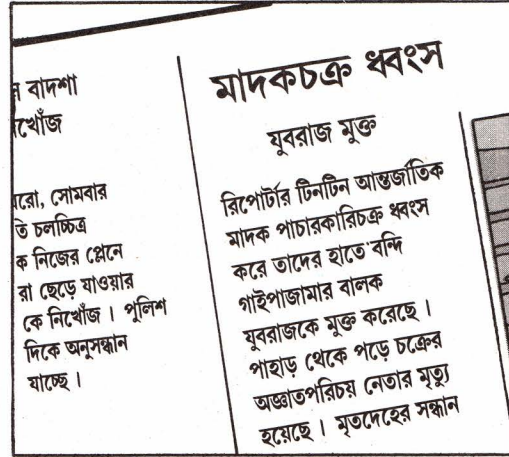 বাদশা
নিখোঁজ
সোমবার
চলচ্চিত্র
ক নিজের প্লেনে
রা ছেড়ে যাওয়ার
কে নিখোঁজ। পুলিশ
দিকে অনুসন্ধান
যাচ্ছে।
মাদকচক্র ধ্বংস
যুবরাজ মুক্ত
রিপোর্টার টিনটিন আন্তর্জাতিক
মাদক পাচারকারিচক্র ধ্বংস
করে তাদের হাতে বন্দি
গাইপাজামার বালক
যুবরাজকে মুক্ত করেছে।
পাহাড় থেকে পড়ে চক্রের
অজ্ঞাতপরিচয় নেতার মৃত্যু
হয়েছে। মৃতদেহের সন্ধান